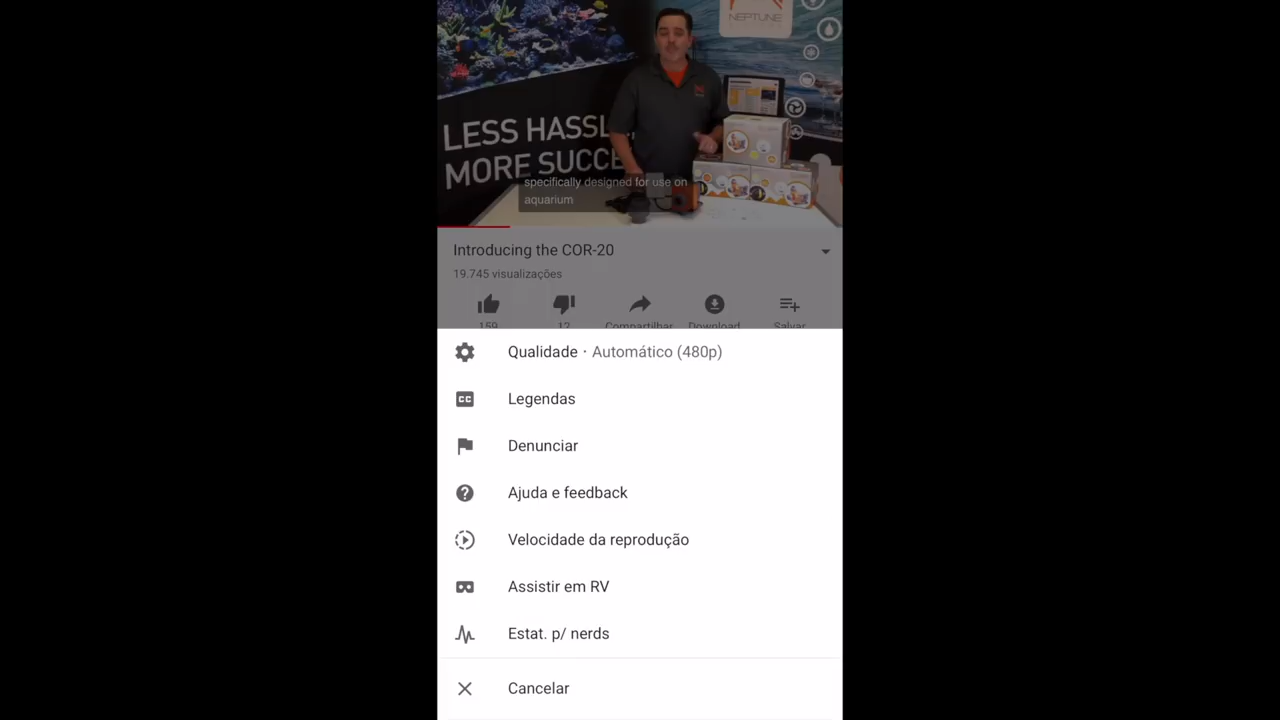 NEPTUNE
LESS HASSL
MORE SUCCE
specifically designed for use on
aquarium
Introducing the COR-20
19.745 visualizações
159 12 Compartilhar Download Salvar
Qualidade · Automático (480p)
CC Legendas
Denunciar
Ajuda e feedback
Velocidade da reprodução
Assistir em RV
Estat. p/ nerds
Cancelar